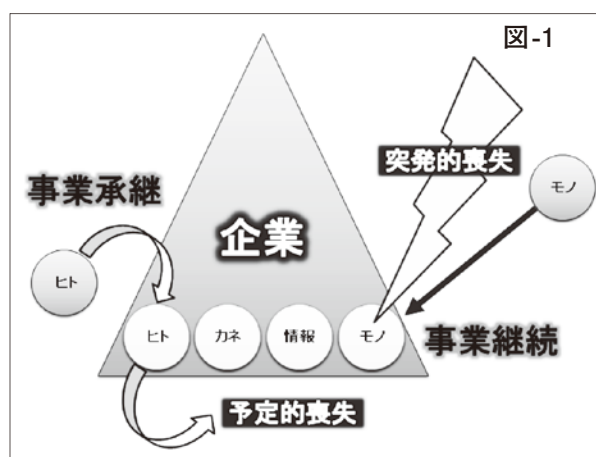 図-1
突発的喪失
モノ
事業承継
企業
ヒト
ヒト
カネ
情報
モノ
事業継続
予定的喪失